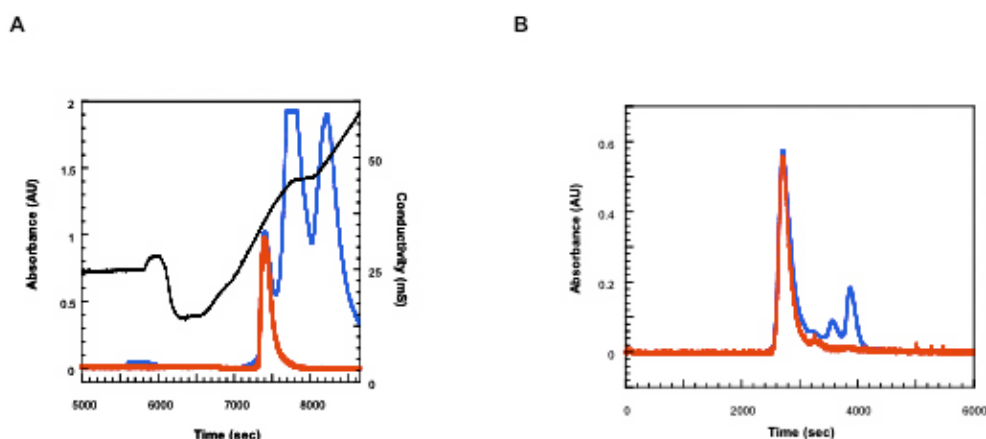 A
B
2
1.5
1
0.5
0
50
25
0
Absorbance (AU)
Conductivity (mS)
5000 6000 7000 8000
Time (sec)
0.6
0.4
0.2
0
Absorbance (AU)
0 2000 4000 6000
Time (sec)